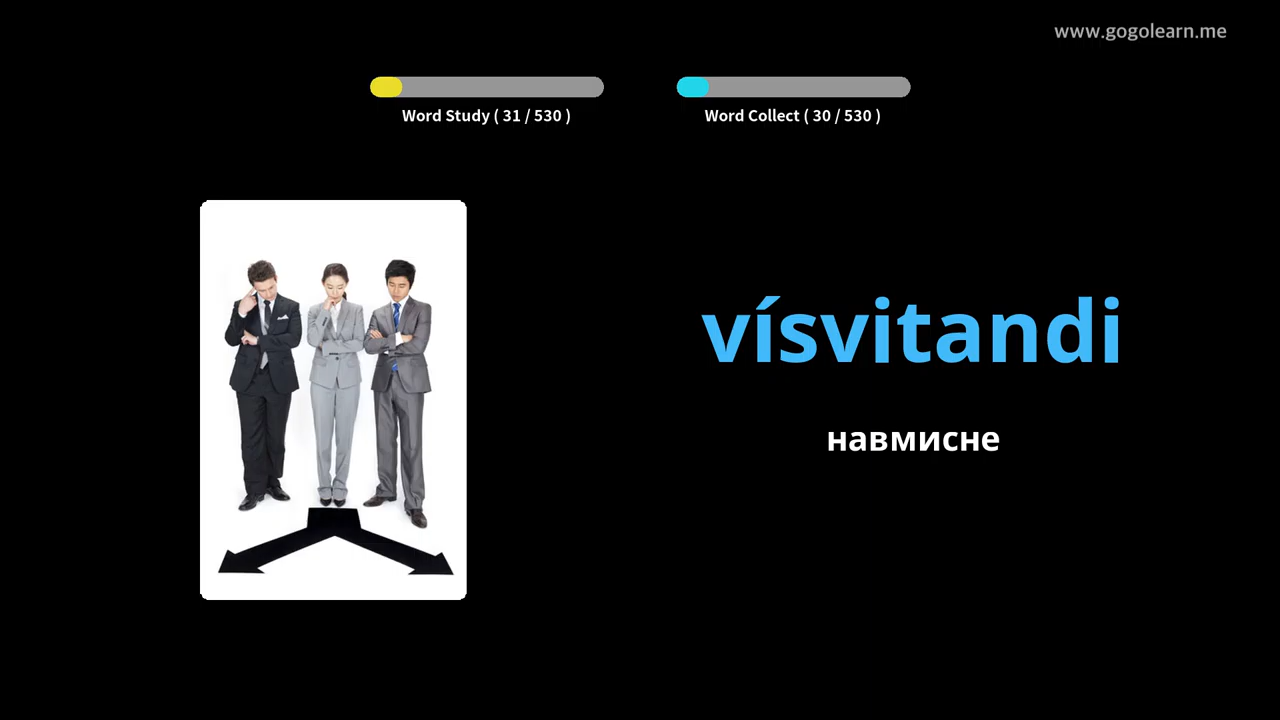 www.gogolearn.me
Word Study ( 31 / 530 )
Word Collect ( 30 / 530 )
vísvitandi
навмисне